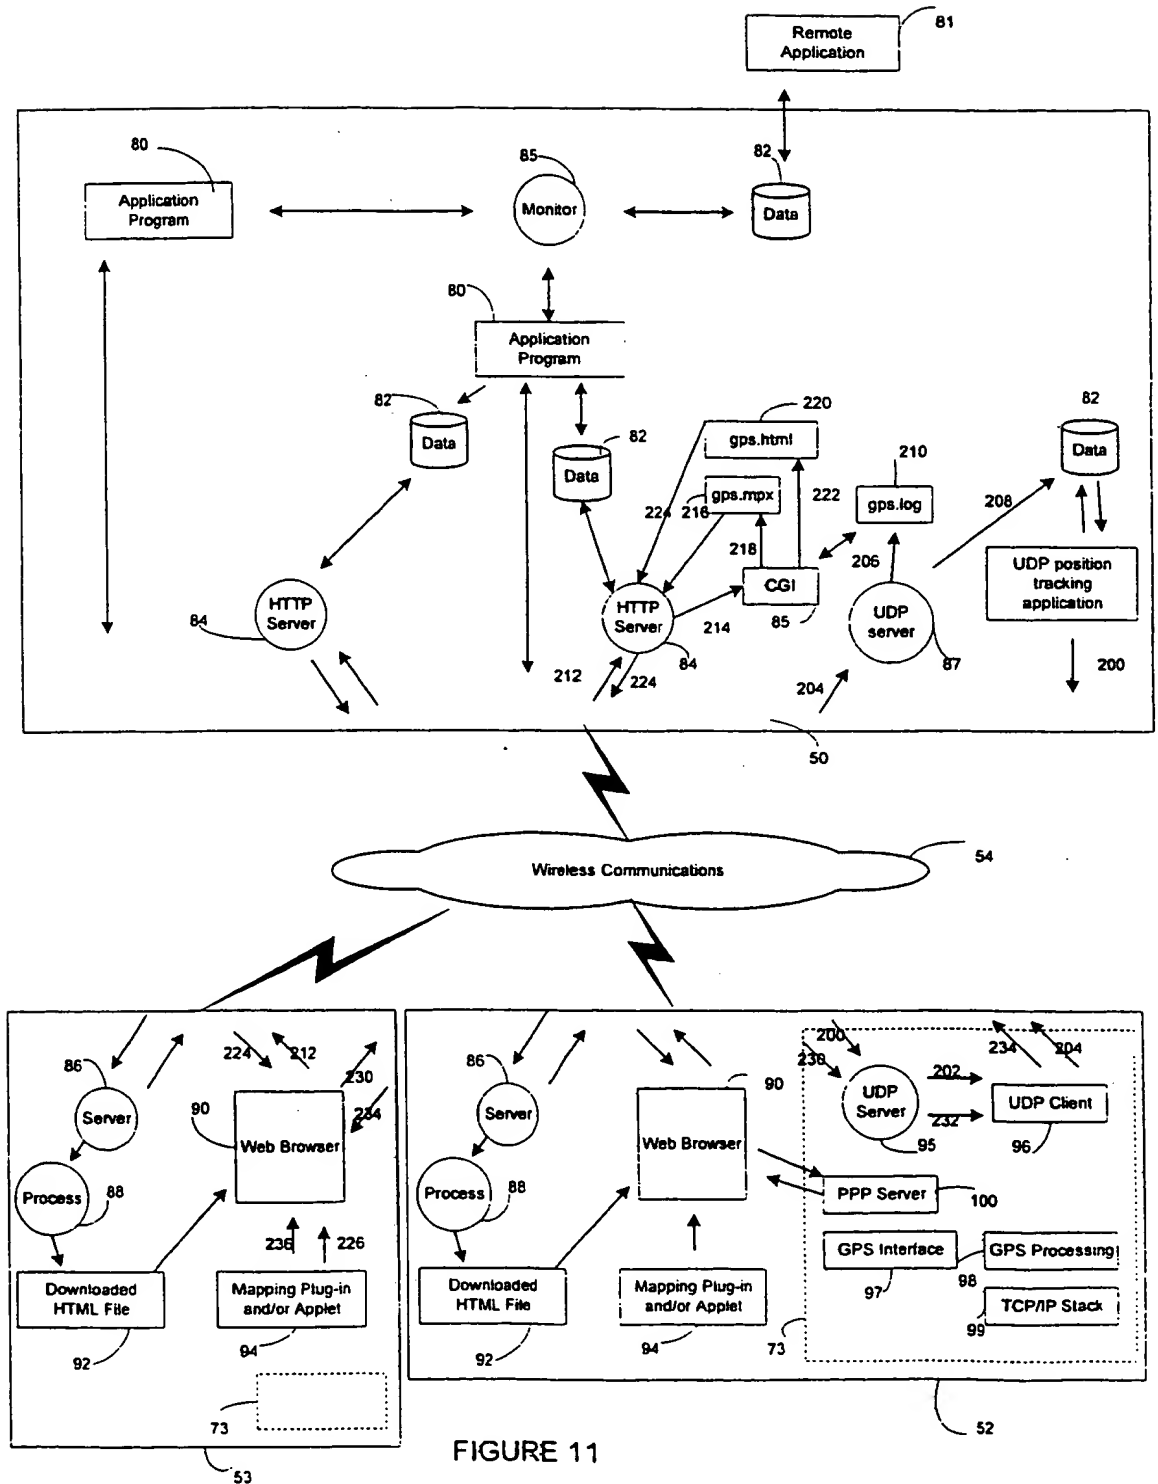 81
Remote
Application
80
85
82
Application
Program
Monitor
Data
80
Application
Program
82
Data
82
Data
220
gps.html
216
gps.mpx
224
222
218
210
gps.log
208
82
Data
206
CGI
85
214
HTTP
Server
84
HTTP
Server
84
UDP
server
87
UDP position
tracking
application
200
212
224
204
50
54
Wireless Communications
86
Server
224
212
230
234
90
Web Browser
Process
88
236
226
Downloaded
HTML File
92
Mapping Plug-in
and/or Applet
94
73
53
86
Server
90
Web Browser
Process
88
Downloaded
HTML File
92
Mapping Plug-in
and/or Applet
94
200
230
UDP
Server
95
202
232
234
204
UDP Client
96
PPP Server
100
GPS Interface
97
GPS Processing
98
TCP/IP Stack
99
73
52
FIGURE 11